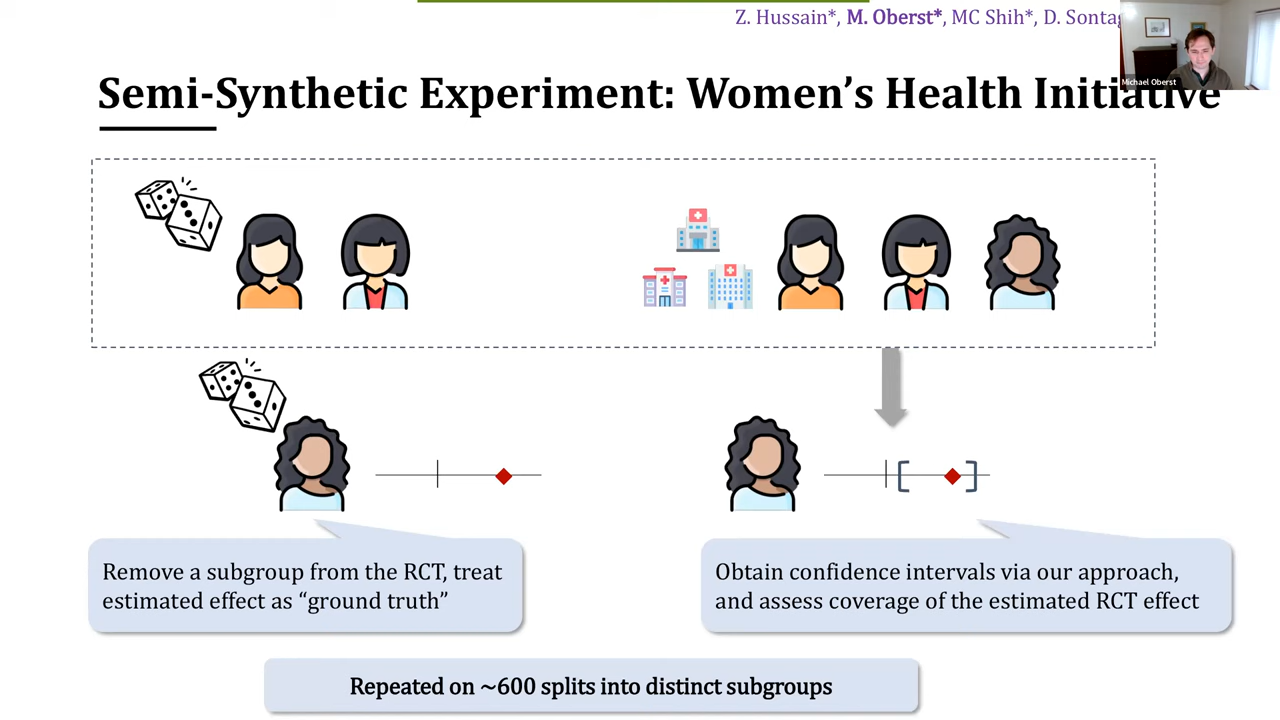 Z. Hussain*, M. Oberst*, MC Shih*, D. Sontag
Michael Oberst
Semi-Synthetic Experiment: Women’s Health Initiative
Remove a subgroup from the RCT, treat
estimated effect as “ground truth”
Obtain confidence intervals via our approach,
and assess coverage of the estimated RCT effect
Repeated on ~600 splits into distinct subgroups